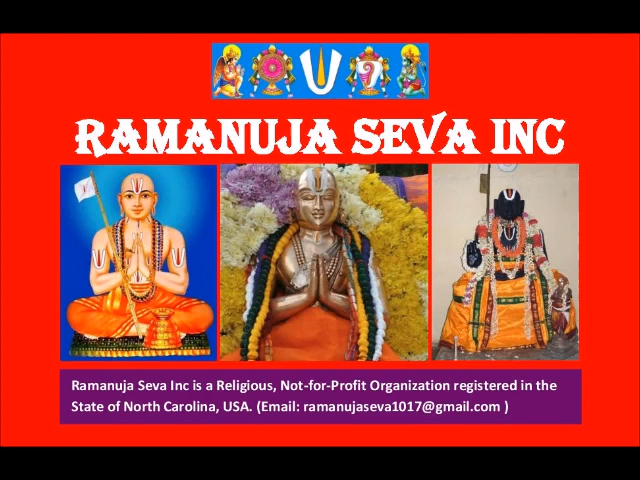 RAMANUJA SEVA INC
Ramanuja Seva Inc is a Religious, Not-for-Profit Organization registered in the
State of North Carolina, USA. (Email: ramanujaseva1017@gmail.com )